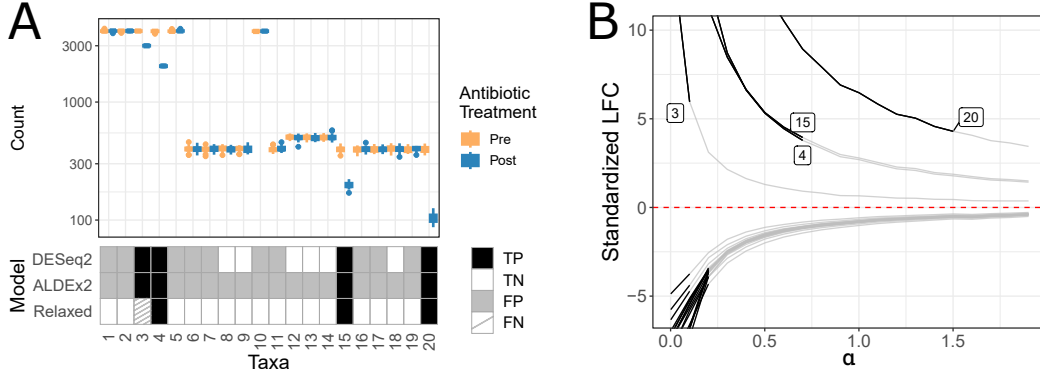 A
3000
1000
300
100
Count
Antibiotic
Treatment
Pre
Post
Model
DESeq2
ALDEx2
Relaxed
1 2 3 4 5 6 7 8 9 10 11 12 13 14 15 16 17 18 19 20
Taxa
TP
TN
FP
FN
B
10
5
0
−5
Standardized LFC
3
15
4
20
0.0 0.5 1.0 1.5
α